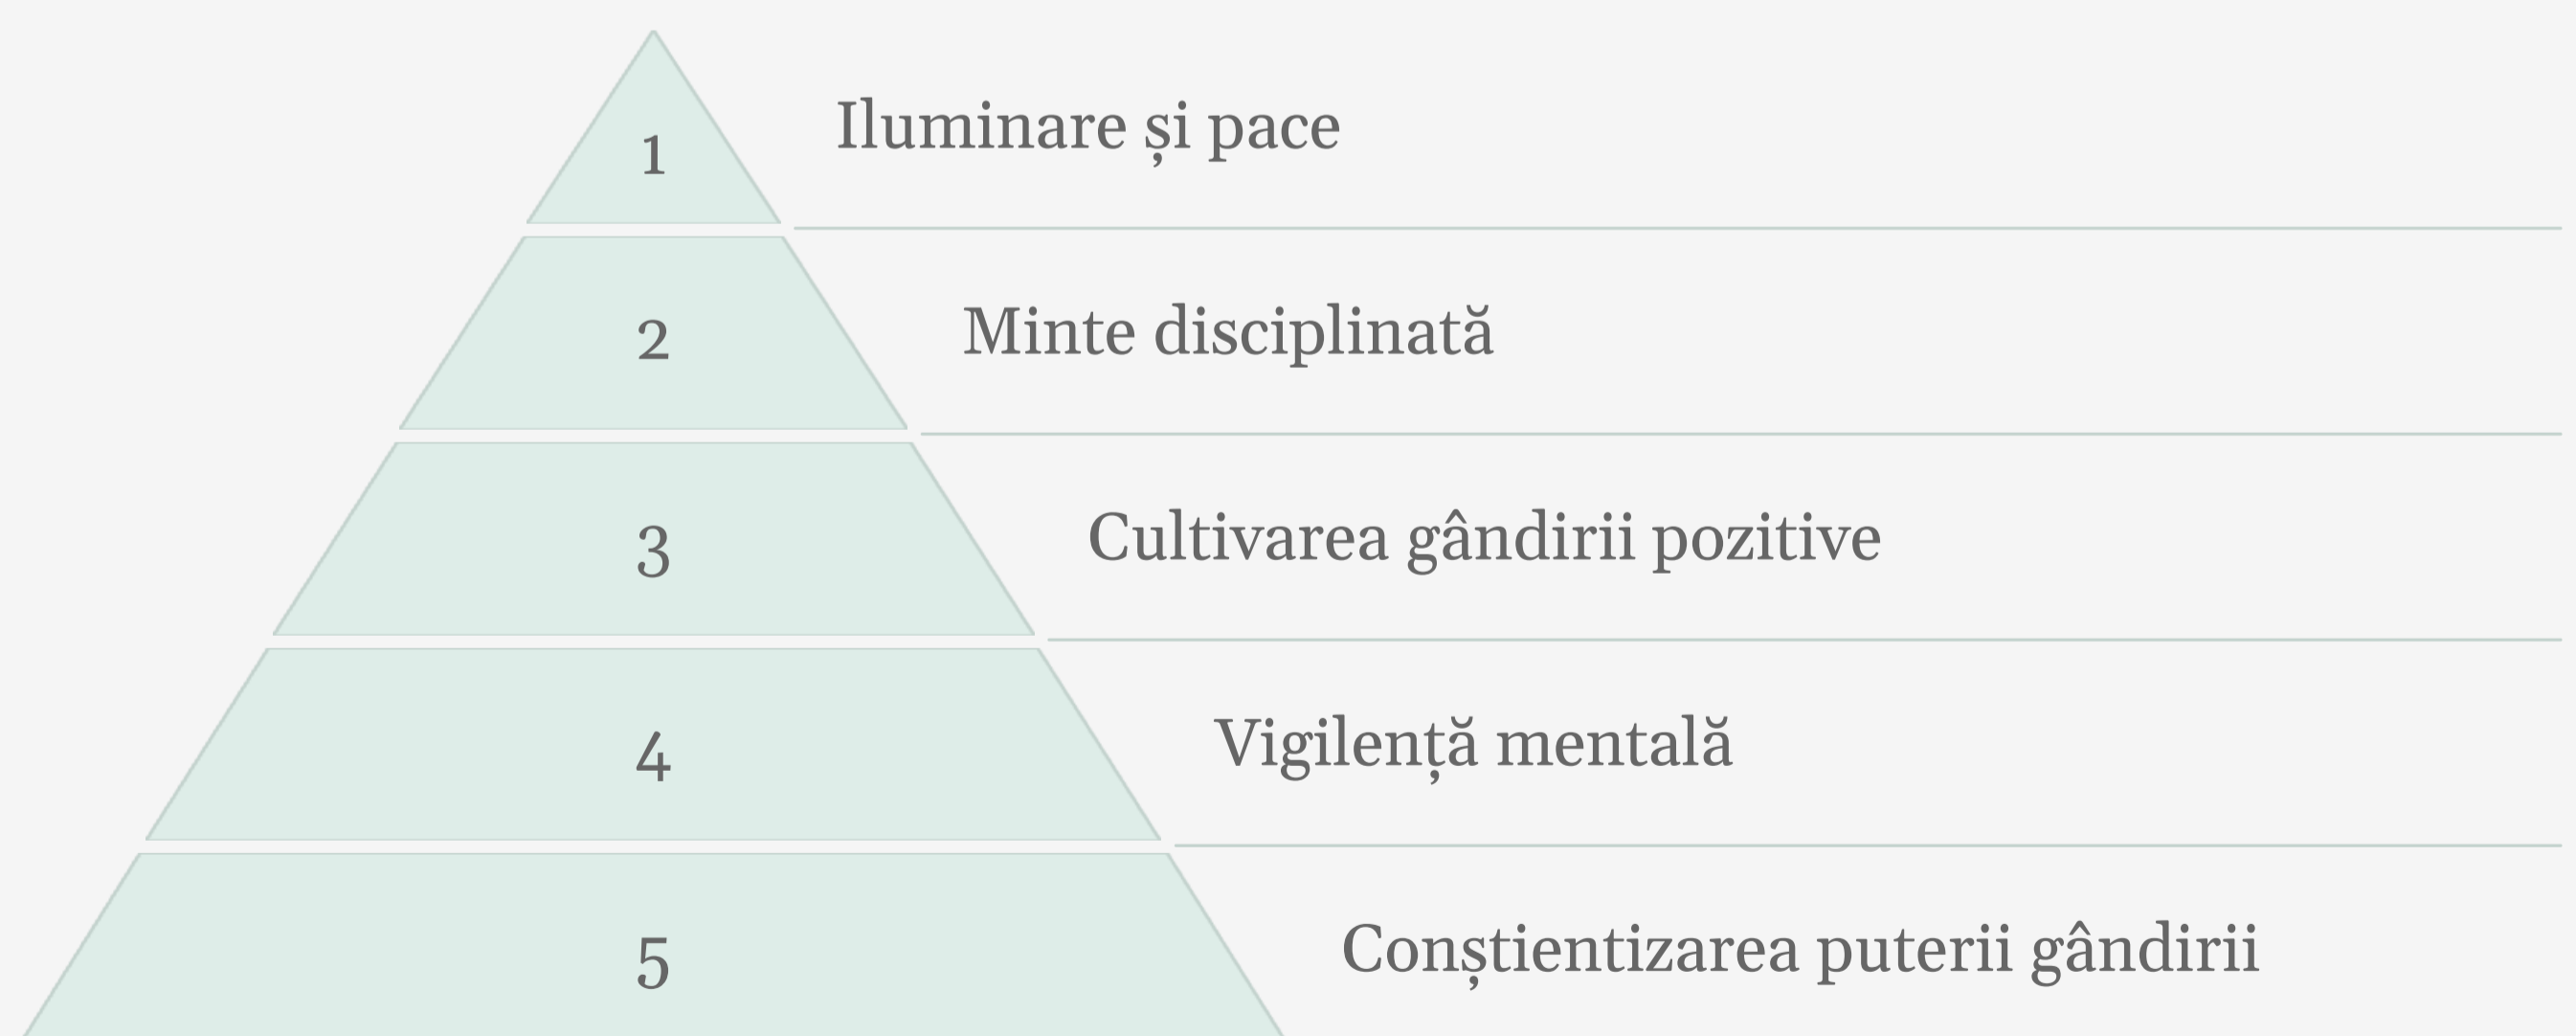 1
Iluminare și pace
2
Minte disciplinată
3
Cultivarea gândirii pozitive
4
Vigilență mentală
5
Conștientizarea puterii gândirii